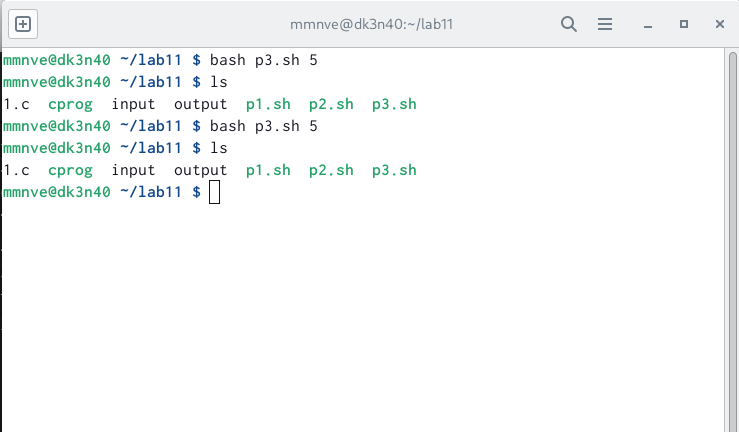 mmnve@dk3n40:~/lab11
mmnve@dk3n40 ~/lab11 $ bash p3.sh 5
mmnve@dk3n40 ~/lab11 $ ls
1.c  cprog  input  output  p1.sh  p2.sh  p3.sh
mmnve@dk3n40 ~/lab11 $ bash p3.sh 5
mmnve@dk3n40 ~/lab11 $ ls
1.c  cprog  input  output  p1.sh  p2.sh  p3.sh
mmnve@dk3n40 ~/lab11 $